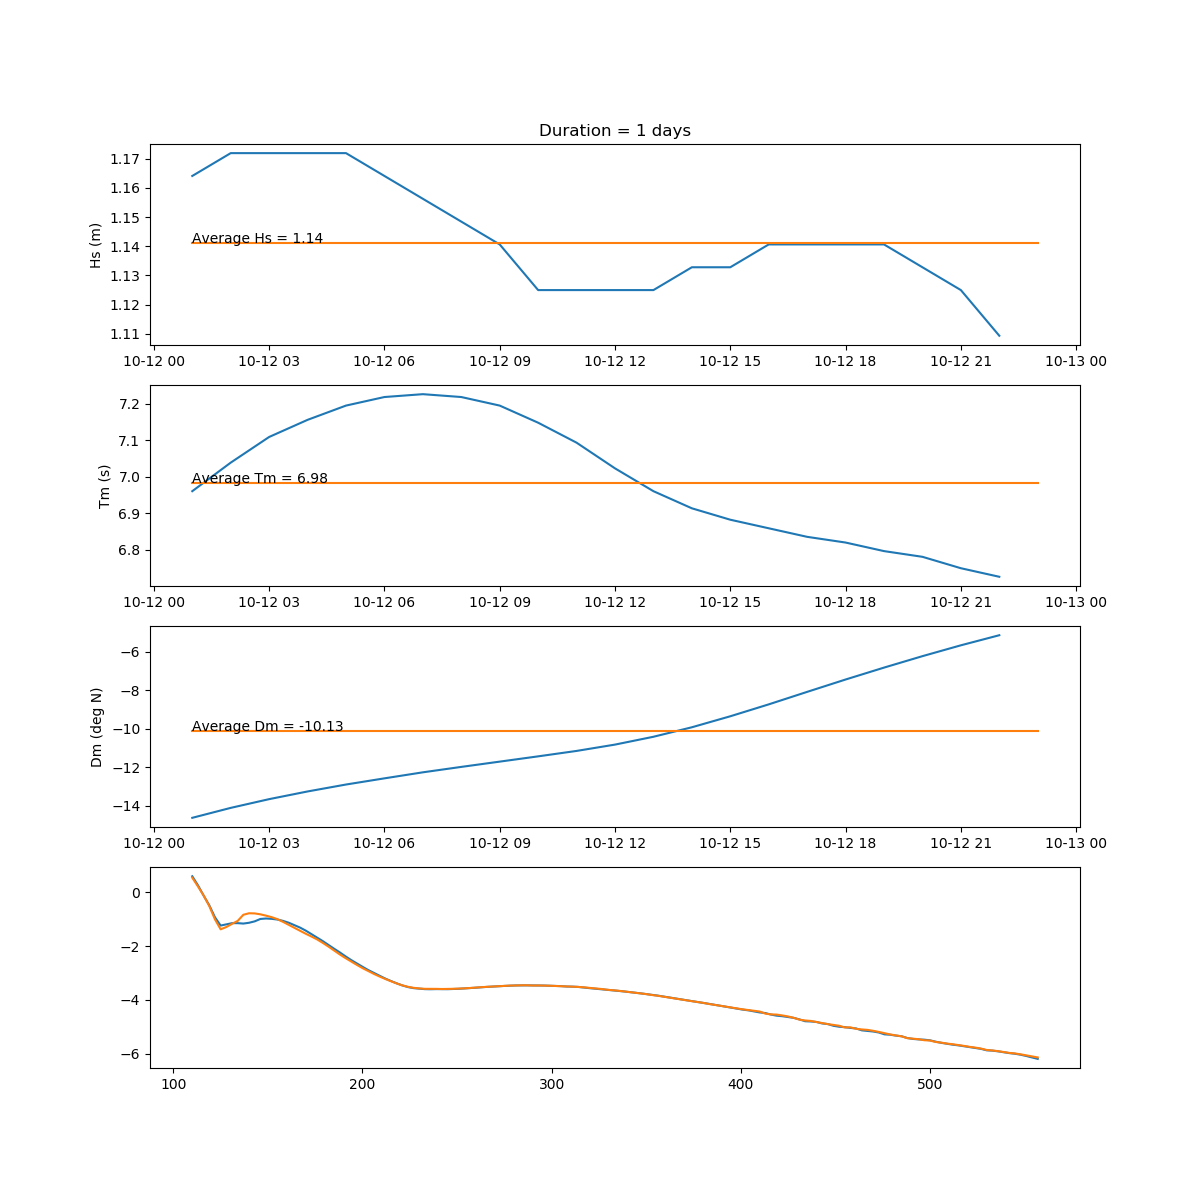 Duration = 1 days
1.17
1.16
1.15
1.14
1.13
1.12
1.11
Hs (m)
Average Hs = 1.14
10-12 00 10-12 03 10-12 06 10-12 09 10-12 12 10-12 15 10-12 18 10-12 21 10-13 00
7.2
7.1
7.0
6.9
6.8
Tm (s)
Average Tm = 6.98
10-12 00 10-12 03 10-12 06 10-12 09 10-12 12 10-12 15 10-12 18 10-12 21 10-13 00
−6
−8
−10
−12
−14
Dm (deg N)
Average Dm = -10.13
10-12 00 10-12 03 10-12 06 10-12 09 10-12 12 10-12 15 10-12 18 10-12 21 10-13 00
0
−2
−4
−6
100 200 300 400 500